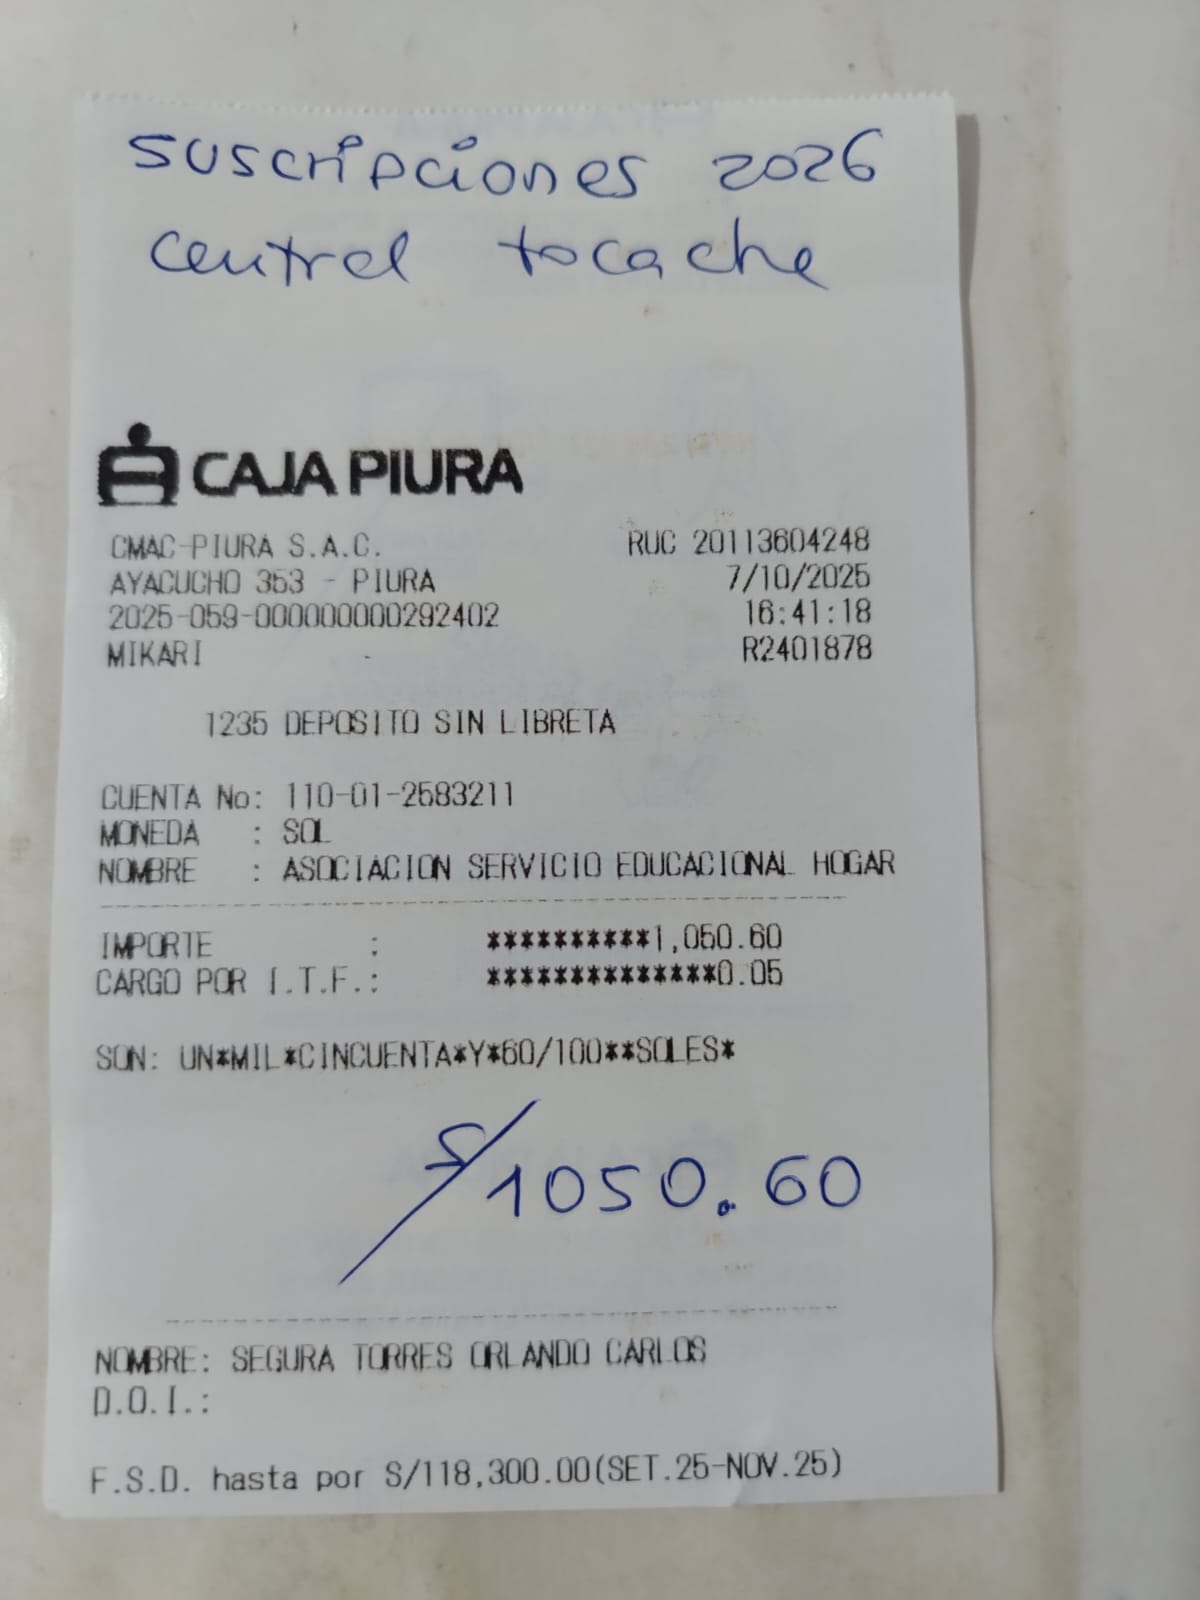 suscripciones 2026
central tocache
CAJA PIURA
CMAC-PIURA S.A.C. RUC 20113604248
AYACUCHO 353 - PIURA 7/10/2025
2025-059-000000000292402 16:41:18
MIKARI R2401878
1235 DEPOSITO SIN LIBRETA
CUENTA No: 110-01-2583211
MONEDA : SOL
NOMBRE : ASOCIACION SERVICIO EDUCACIONAL HOGAR
IMPORTE : **********1,050.60
CARGO POR I.T.F.: **************0.05
SON: UN*MIL*CINCUENTA*Y*60/100**SOLES*
S/1050.60
NOMBRE: SEGURA TORRES ORLANDO CARLOS
D.O.I.:
F.S.D. hasta por S/118,300.00(SET.25-NOV.25)